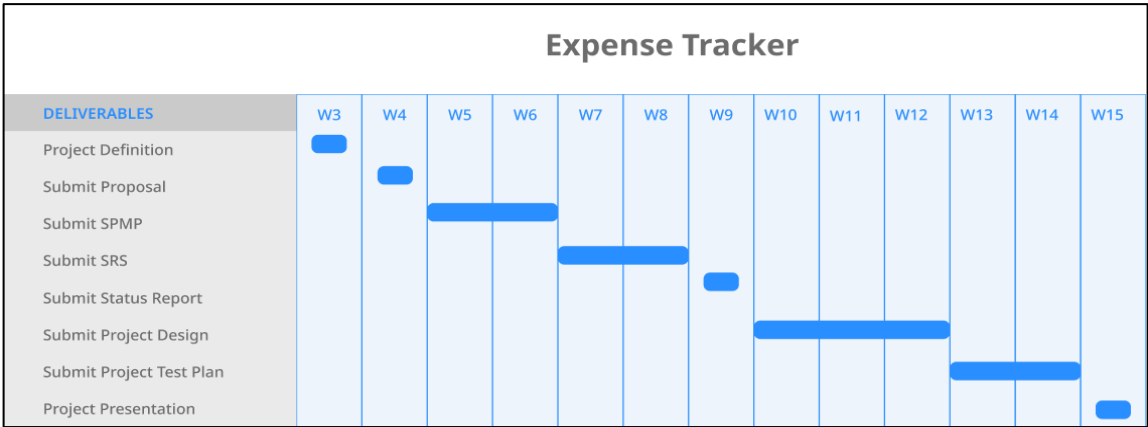 Expense Tracker
DELIVERABLES W3 W4 W5 W6 W7 W8 W9 W10 W11 W12 W13 W14 W15
Project Definition
Submit Proposal
Submit SPMP
Submit SRS
Submit Status Report
Submit Project Design
Submit Project Test Plan
Project Presentation